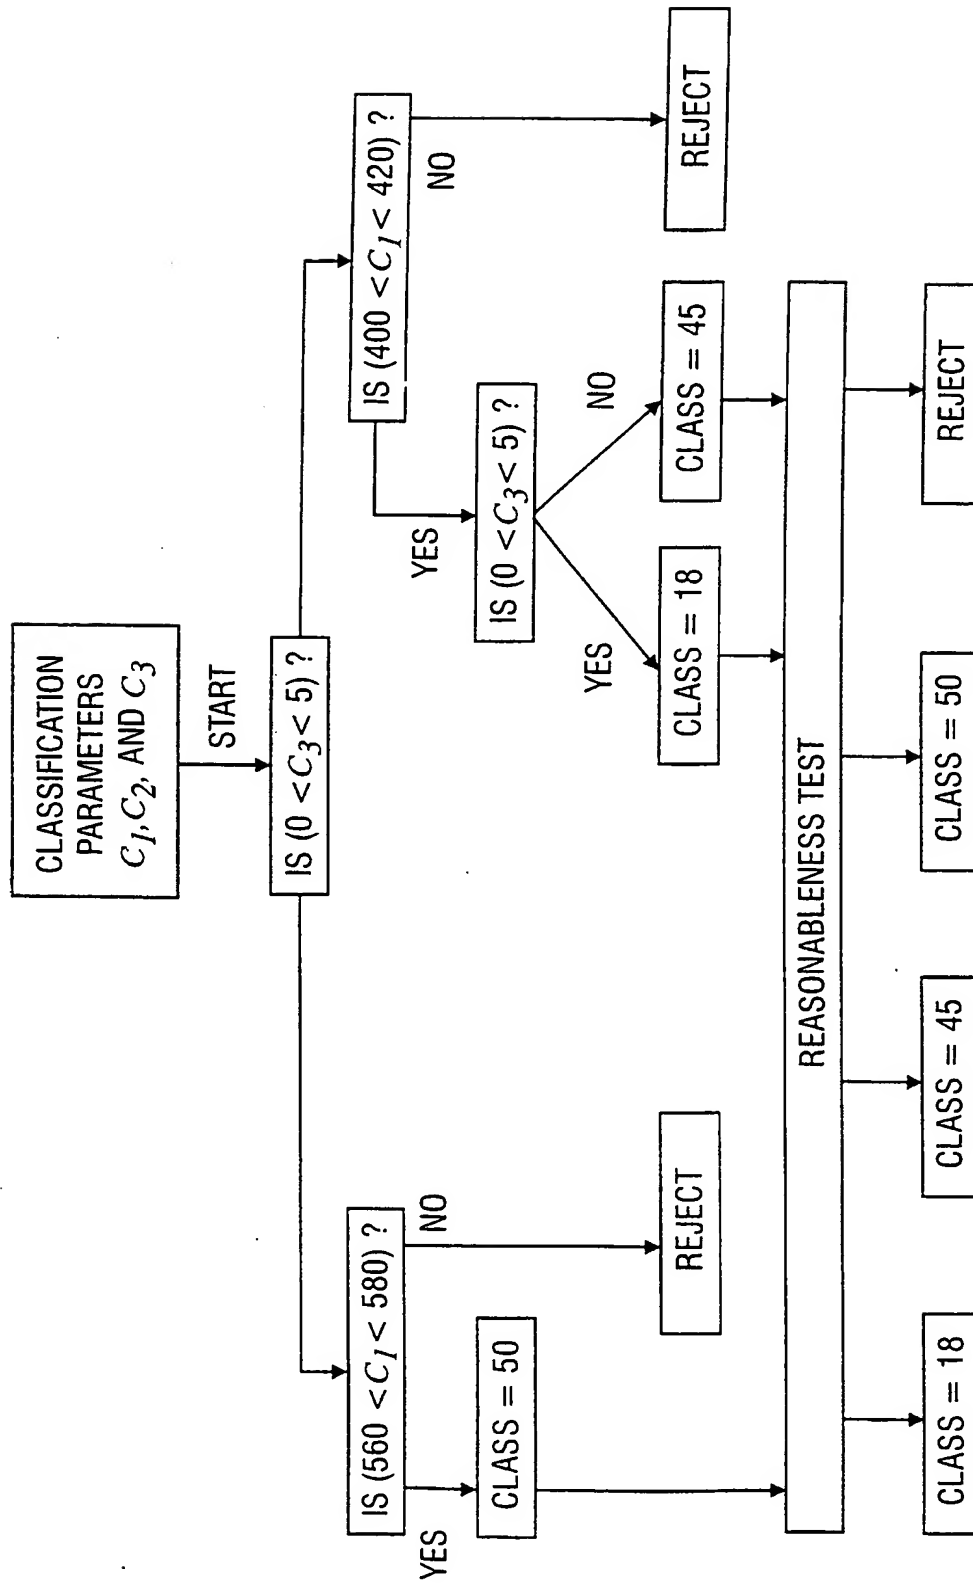 CLASSIFICATION
PARAMETERS
C1, C2, AND C3
START
IS (0 < C3 < 5) ?
IS (560 < C1 < 580) ?
IS (400 < C1 < 420) ?
YES
NO
YES
NO
CLASS = 50
IS (0 < C3 < 5) ?
YES
NO
REJECT
CLASS = 18
CLASS = 45
REJECT
REASONABLENESS TEST
CLASS = 18
CLASS = 45
CLASS = 50
REJECT